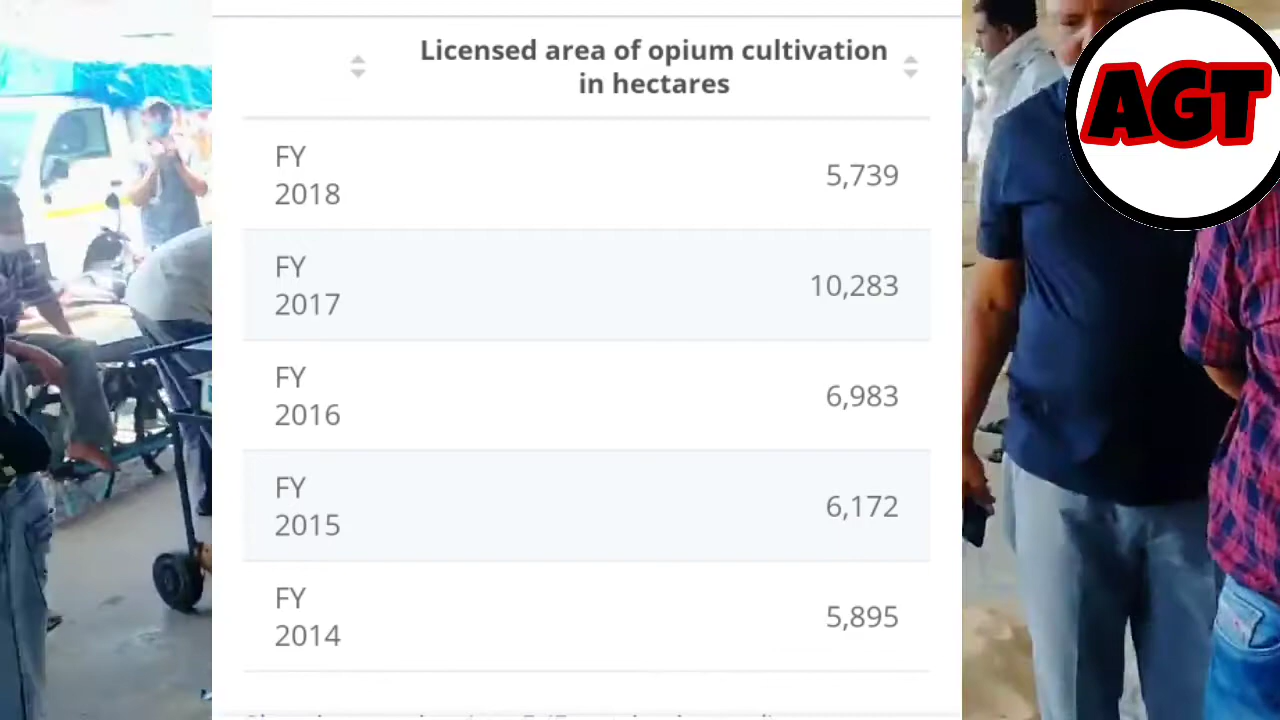 Licensed area of opium cultivation
in hectares
AGT
FY
2018
5,739
FY
2017
10,283
FY
2016
6,983
FY
2015
6,172
FY
2014
5,895